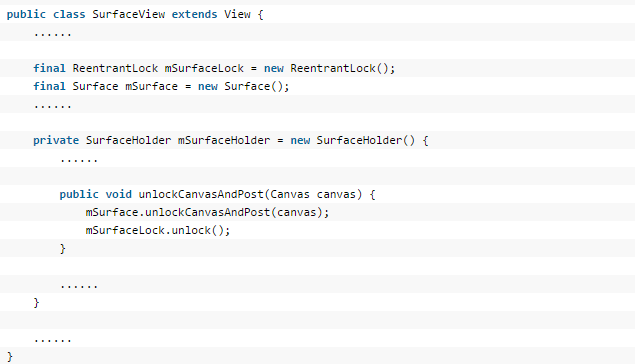 public class SurfaceView extends View {
    ......

    final ReentrantLock mSurfaceLock = new ReentrantLock();
    final Surface mSurface = new Surface();
    ......

    private SurfaceHolder mSurfaceHolder = new SurfaceHolder() {
        ......

        public void unlockCanvasAndPost(Canvas canvas) {
            mSurface.unlockCanvasAndPost(canvas);
            mSurfaceLock.unlock();
        }

        ......
    }

    ......
}